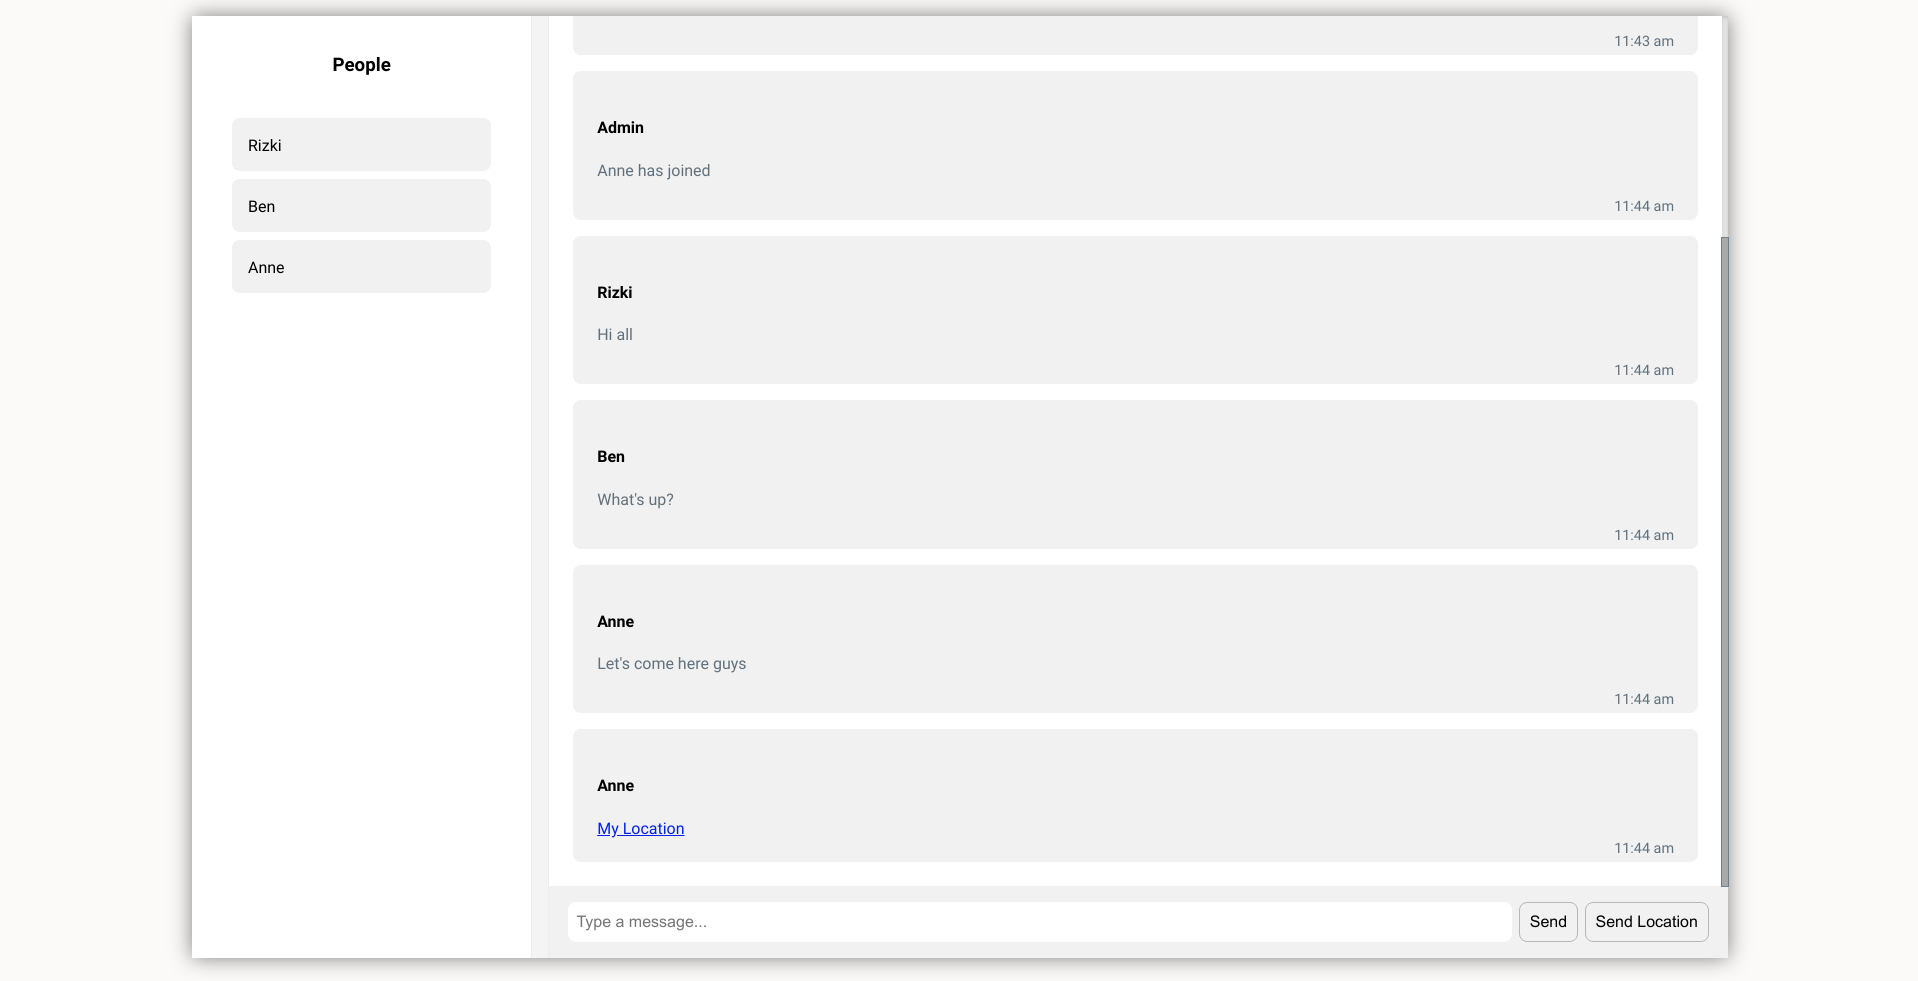 People
Rizki
Ben
Anne
11:43 am
Admin
Anne has joined
11:44 am
Rizki
Hi all
11:44 am
Ben
What's up?
11:44 am
Anne
Let's come here guys
11:44 am
Anne
My Location
11:44 am
Type a message...
Send
Send Location